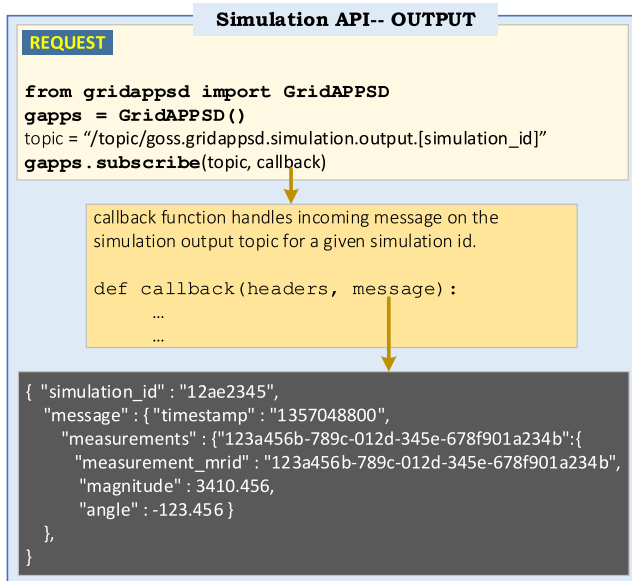 Simulation API-- OUTPUT
REQUEST
from gridappsd import GridAPPSD
gapps = GridAPPSD()
topic = “/topic/goss.gridappsd.simulation.output.[simulation_id]”
gapps.subscribe(topic, callback)
callback function handles incoming message on the
simulation output topic for a given simulation id.
def callback(headers, message):
…
…
{ "simulation_id" : "12ae2345",
"message" : { "timestamp" : "1357048800",
"measurements" : {"123a456b-789c-012d-345e-678f901a234b":{
"measurement_mrid" : "123a456b-789c-012d-345e-678f901a234b",
"magnitude" : 3410.456,
"angle" : -123.456 }
},
}